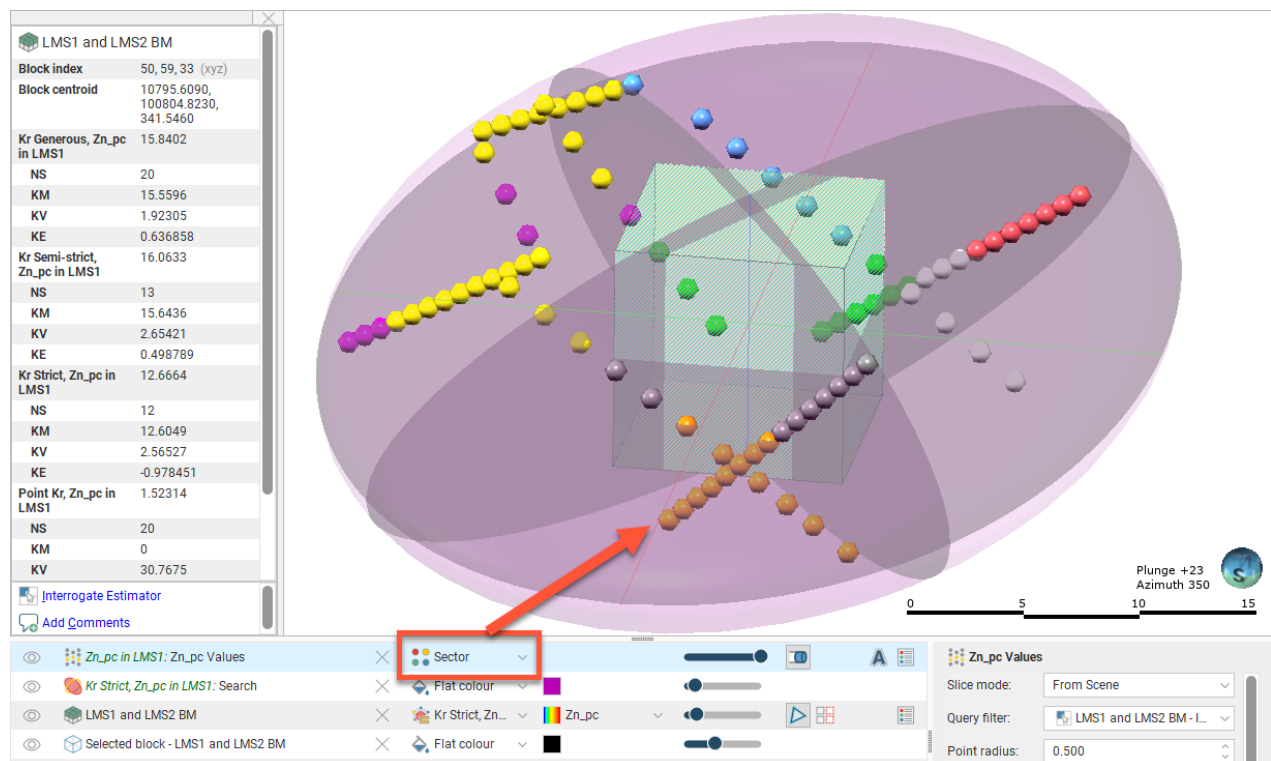 LMS1 and LMS2 BM
Block index 50, 59, 33 (xyz)
Block centroid 10795.6090,
100804.8230,
341.5460
Kr Generous, Zn_pc 15.8402
in LMS1
NS 20
KM 15.5596
KV 1.92305
KE 0.636858
Kr Semi-strict, 16.0633
Zn_pc in LMS1
NS 13
KM 15.6436
KV 2.65421
KE 0.498789
Kr Strict, Zn_pc in 12.6664
LMS1
NS 12
KM 12.6049
KV 2.56527
KE -0.978451
Point Kr, Zn_pc in 1.52314
LMS1
NS 20
KM 0
KV 30.7675
Interrogate Estimator
Add Comments
Plunge +23
Azimuth 350
S
0 5 10 15
Zn_pc in LMS1: Zn_pc Values Sector A
Kr Strict, Zn_pc in LMS1: Search Flat colour
LMS1 and LMS2 BM Kr Strict, Zn... Zn_pc
Selected block - LMS1 and LMS2 BM Flat colour
Zn_pc Values
Slice mode: From Scene
Query filter: LMS1 and LMS2 BM - I...
Point radius: 0.500